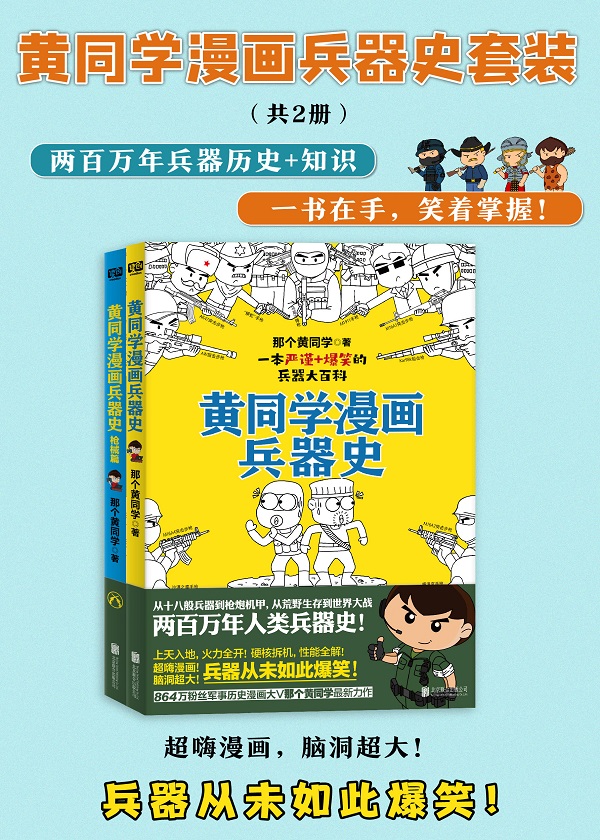 黄同学漫画兵器史套装
（共2册）
两百万年兵器历史+知识
一书在手，笑着掌握！
读创
黄同学漫画兵器史
枪械篇
那个黄同学◎著
读创
黄同学漫画兵器史
那个黄同学◎著
那个黄同学◎著
一本严谨+爆笑的
兵器大百科
黄同学漫画
兵器史
从十八般兵器到枪炮机甲，从荒野生存到世界大战
两百万年人类兵器史！
上天入地，火力全开！硬核拆机，性能全解！
超嗨漫画！
脑洞超大！
兵器从未如此爆笑！
864万粉丝军事历史漫画大V那个黄同学最新力作
超嗨漫画，脑洞超大！
兵器从未如此爆笑！